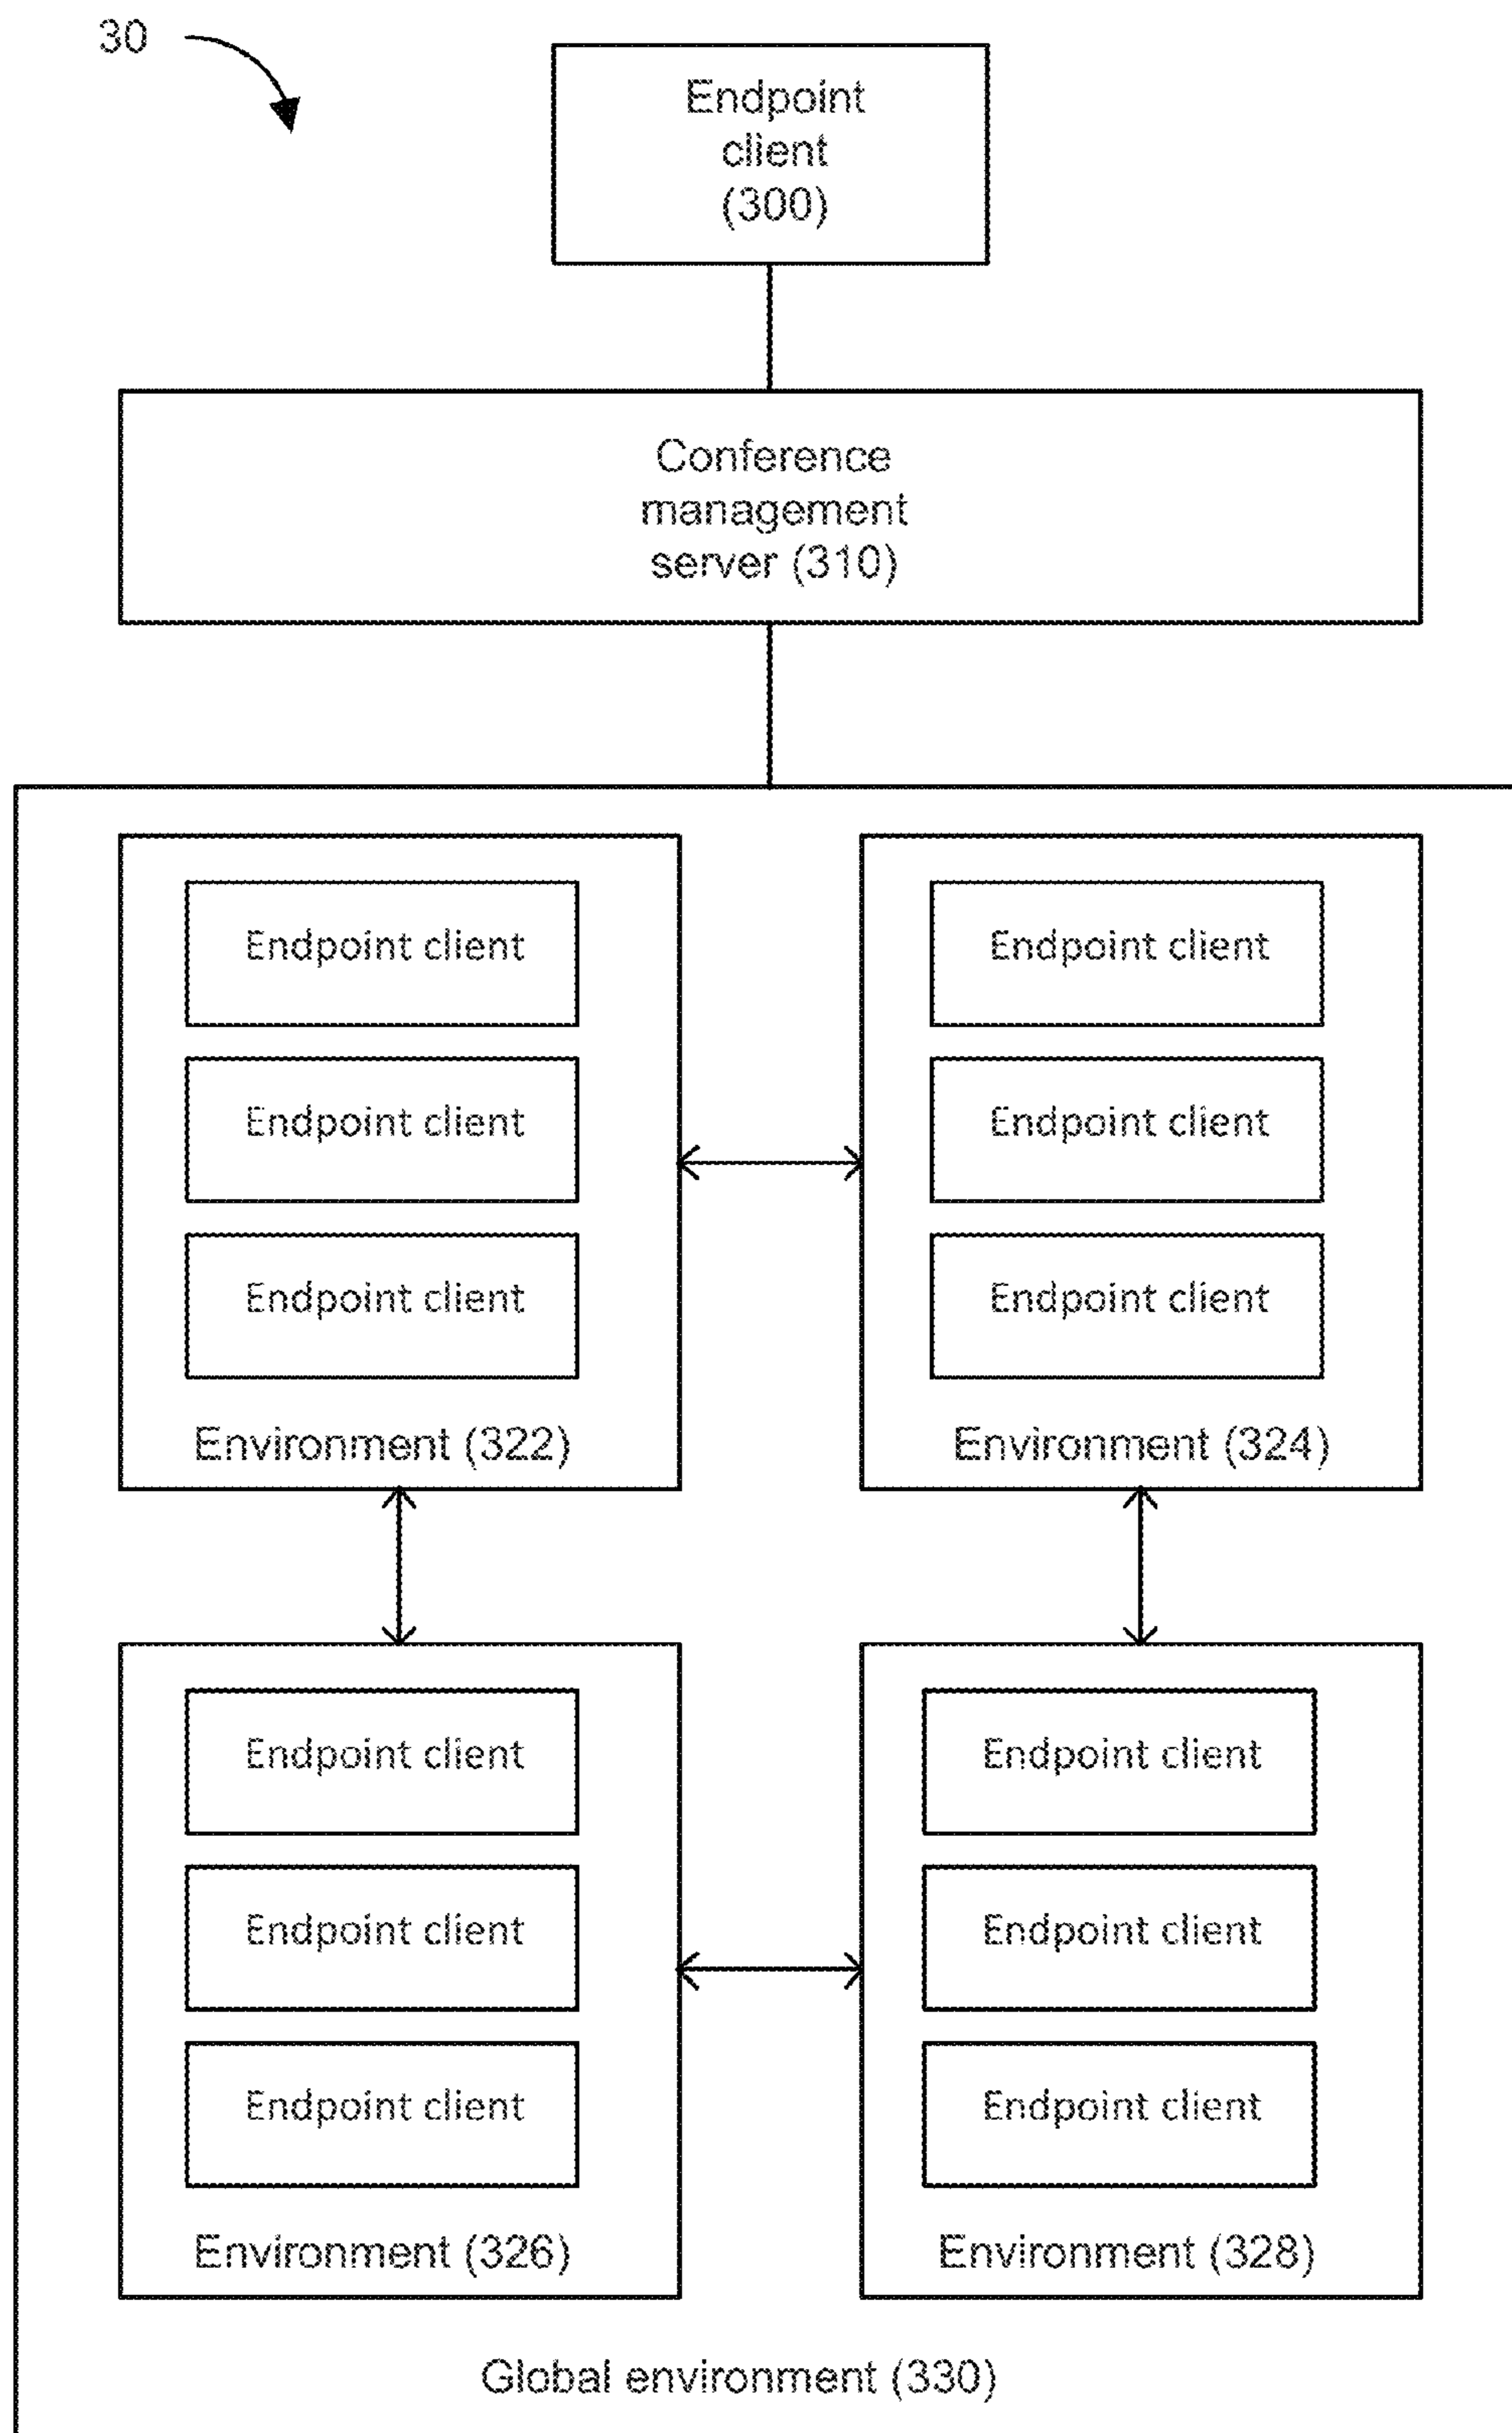 30
Endpoint
client
(300)
Conference
management
server (310)
Endpoint client
Endpoint client
Endpoint client
Environment (322)
Endpoint client
Endpoint client
Endpoint client
Environment (324)
Endpoint client
Endpoint client
Endpoint client
Environment (326)
Endpoint client
Endpoint client
Endpoint client
Environment (328)
Global environment (330)